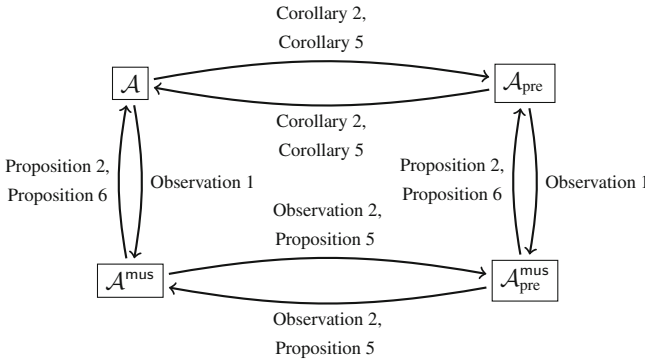 Corollary 2,
Corollary 5
𝒜
𝒜pre
Corollary 2,
Corollary 5
Proposition 2,
Proposition 6
Observation 1
Proposition 2,
Proposition 6
Observation 1
Observation 2,
Proposition 5
𝒜mus
𝒜muspre
Observation 2,
Proposition 5